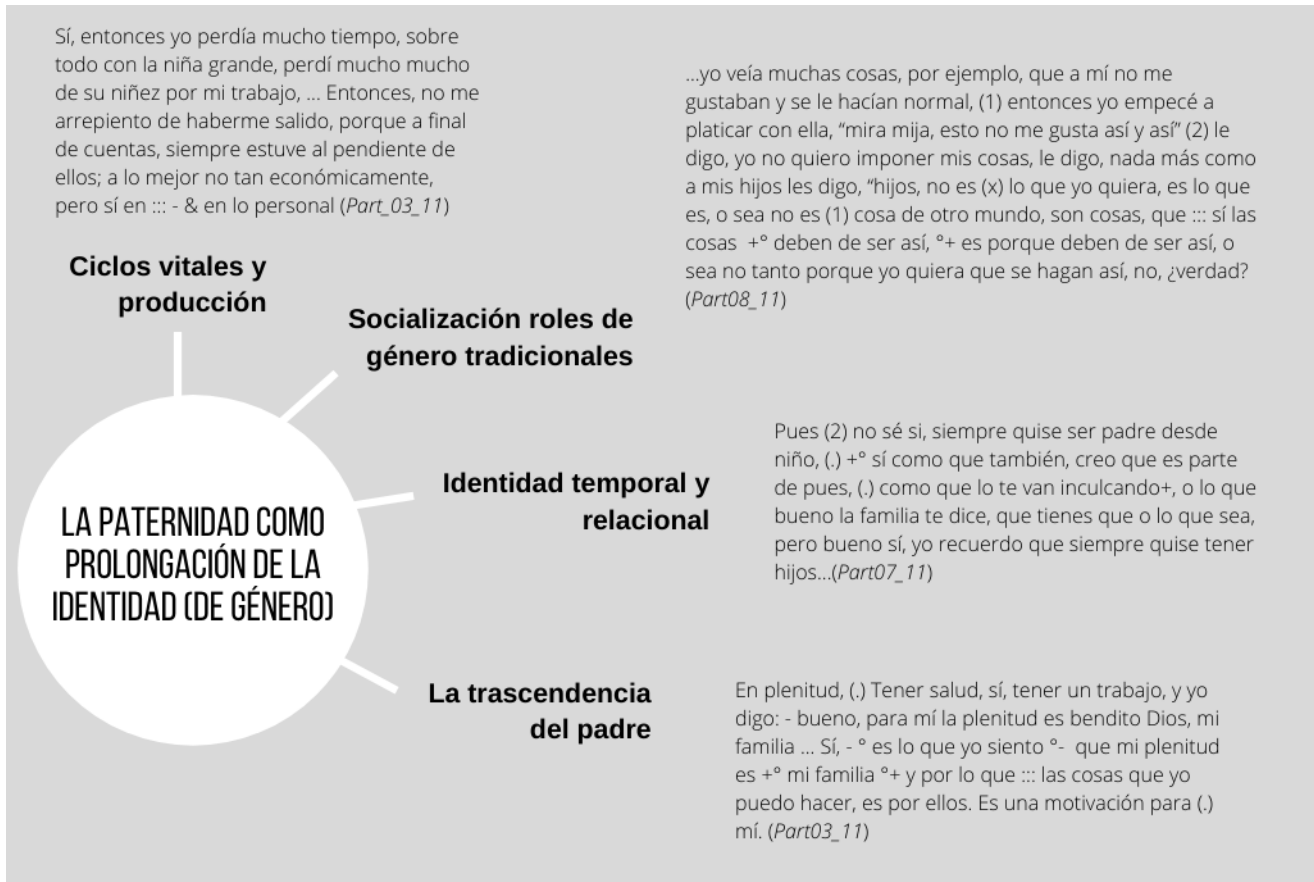 Sí, entonces yo perdía mucho tiempo, sobre
todo con la niña grande, perdí mucho mucho
de su niñez por mi trabajo, ... Entonces, no me
arrepiento de haberme salido, porque a final
de cuentas, siempre estuve al pendiente de
ellos; a lo mejor no tan económicamente,
pero sí en ::: - & en lo personal (Part_03_11)
Ciclos vitales y
producción
...yo veía muchas cosas, por ejemplo, que a mí no me
gustaban y se le hacían normal, (1) entonces yo empecé a
platicar con ella, “mira mija, esto no me gusta así y así” (2) le
digo, yo no quiero imponer mis cosas, le digo, nada más como
a mis hijos les digo, “hijos, no es (x) lo que yo quiera, es lo que
es, o sea no es (1) cosa de otro mundo, son cosas, que ::: sí las
cosas +° deben de ser así, °+ es porque deben de ser así, o
sea no tanto porque yo quiera que se hagan así, no, ¿verdad?
(Part08_11)
Socialización roles de
género tradicionales
Identidad temporal y
relacional
Pues (2) no sé si, siempre quise ser padre desde
niño, (.) +° sí como que también, creo que es parte
de pues, (.) como que lo te van inculcando+, o lo que
bueno la familia te dice, que tienes que o lo que sea,
pero bueno sí, yo recuerdo que siempre quise tener
hijos...(Part07_11)
LA PATERNIDAD COMO
PROLONGACIÓN DE LA
IDENTIDAD (DE GÉNERO)
La trascendencia
del padre
En plenitud, (.) Tener salud, sí, tener un trabajo, y yo
digo: - bueno, para mí la plenitud es bendito Dios, mi
familia ... Sí, - ° es lo que yo siento °- que mi plenitud
es +° mi familia °+ y por lo que ::: las cosas que yo
puedo hacer, es por ellos. Es una motivación para (.)
mí. (Part03_11)